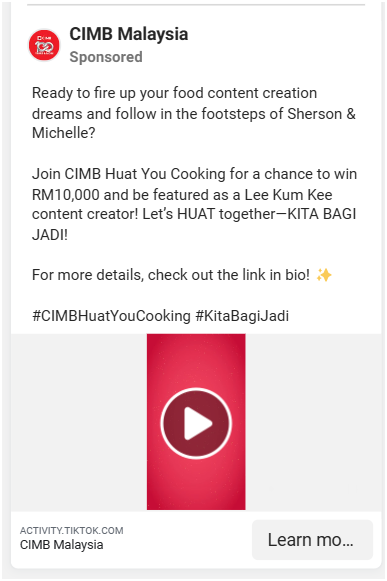 CIMB Malaysia
Sponsored
Ready to fire up your food content creation
dreams and follow in the footsteps of Sherson &
Michelle?
Join CIMB Huat You Cooking for a chance to win
RM10,000 and be featured as a Lee Kum Kee
content creator! Let’s HUAT together—KITA BAGI
JADI!
For more details, check out the link in bio! ✨
#CIMBHuatYouCooking #KitaBagiJadi
ACTIVITY.TIKTOK.COM
CIMB Malaysia
Learn mo...